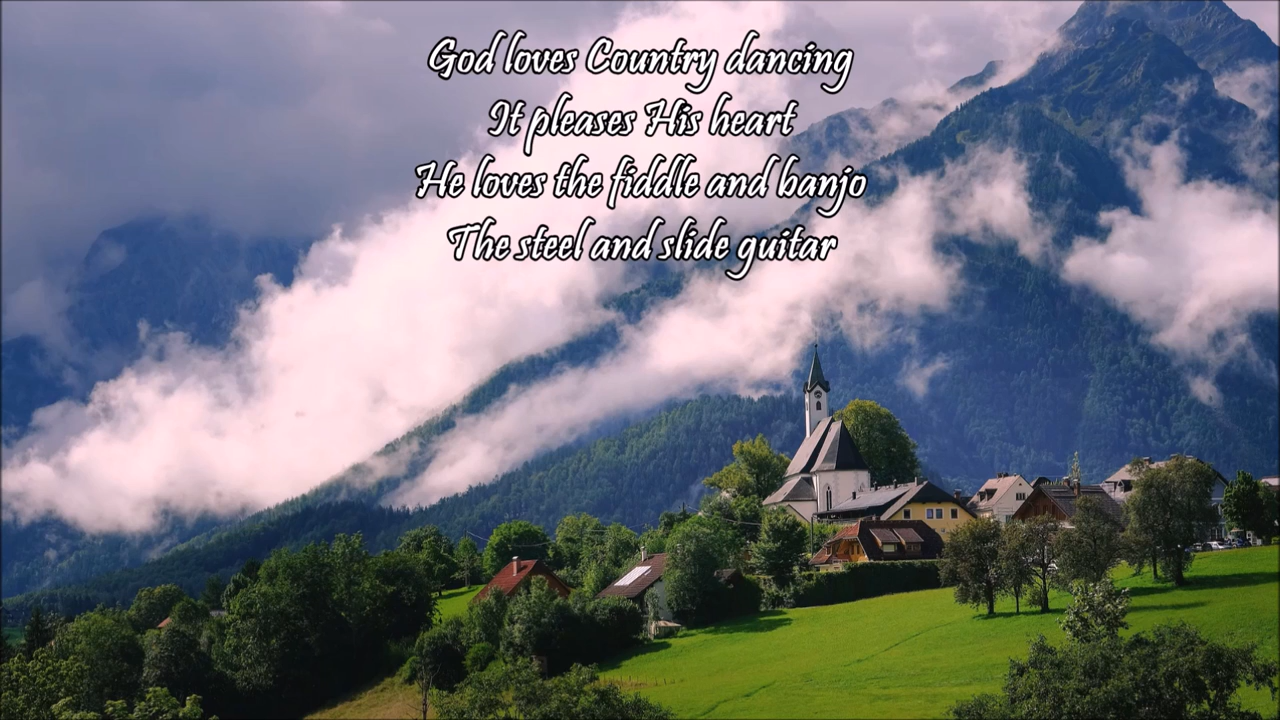 God loves Country dancing
It pleases His heart
He loves the fiddle and banjo
The steel and slide guitar